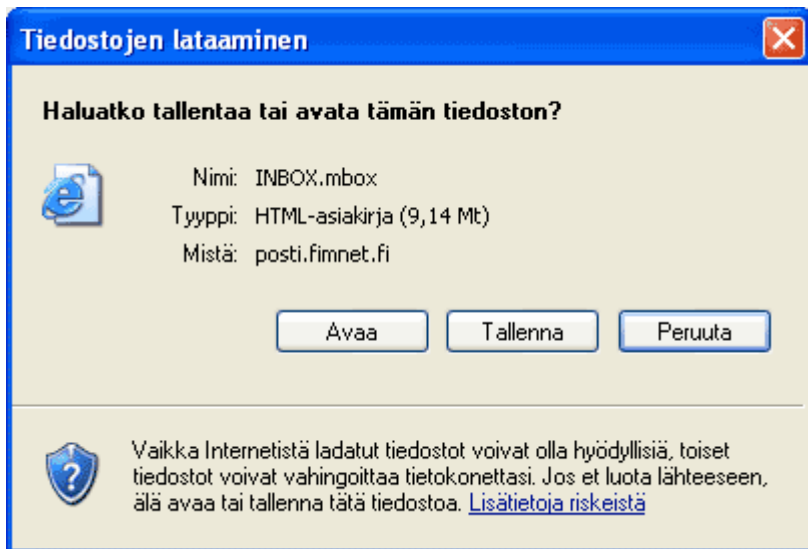 Tiedostojen lataaminen
Haluatko tallentaa tai avata tämän tiedoston?
Nimi: INBOX.mbox
Tyyppi: HTML-asiakirja (9,14 Mt)
Mistä: posti.fimnet.fi
Avaa Tallenna Peruuta
Vaikka Internetistä ladatut tiedostot voivat olla hyödyllisiä, toiset
tiedostot voivat vahingoittaa tietokonettasi. Jos et luota lähteeseen,
älä avaa tai tallenna tätä tiedostoa. Lisätietoja riskeistä